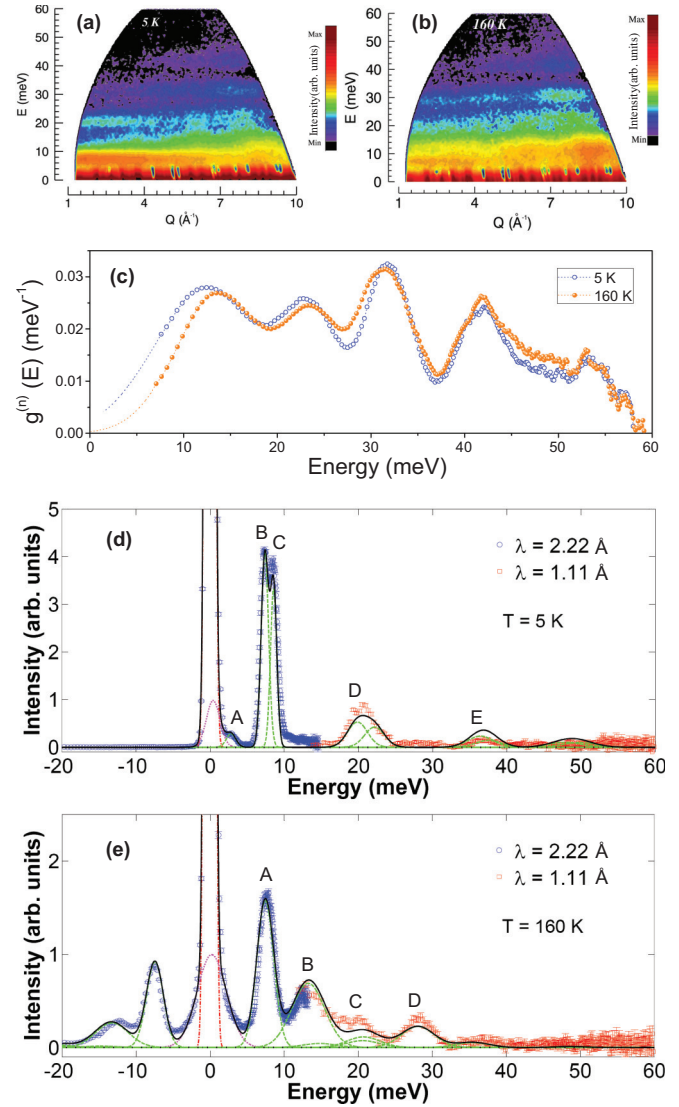 (a) 5 K
60
50
40
30
20
10
0
E (meV)
1 4 7 10
Q (Å⁻¹)
Max
Intensity(arb. units)
Min
(b) 160 K
60
50
40
30
20
10
0
E (meV)
1 4 7 10
Q (Å⁻¹)
Max
Intensity(arb. units)
Min
(c)
5 K
160 K
0.03
0.02
0.01
0.00
g⁽ⁿ⁾ (E) (meV⁻¹)
0 10 20 30 40 50 60
Energy (meV)
(d)
B
C
A
D
E
λ = 2.22 Å
λ = 1.11 Å
T = 5 K
5
4
3
2
1
0
Intensity (arb. units)
-20 -10 0 10 20 30 40 50 60
Energy (meV)
(e)
A
B
C
D
λ = 2.22 Å
λ = 1.11 Å
T = 160 K
2
1
0
Intensity (arb. units)
-20 -10 0 10 20 30 40 50 60
Energy (meV)